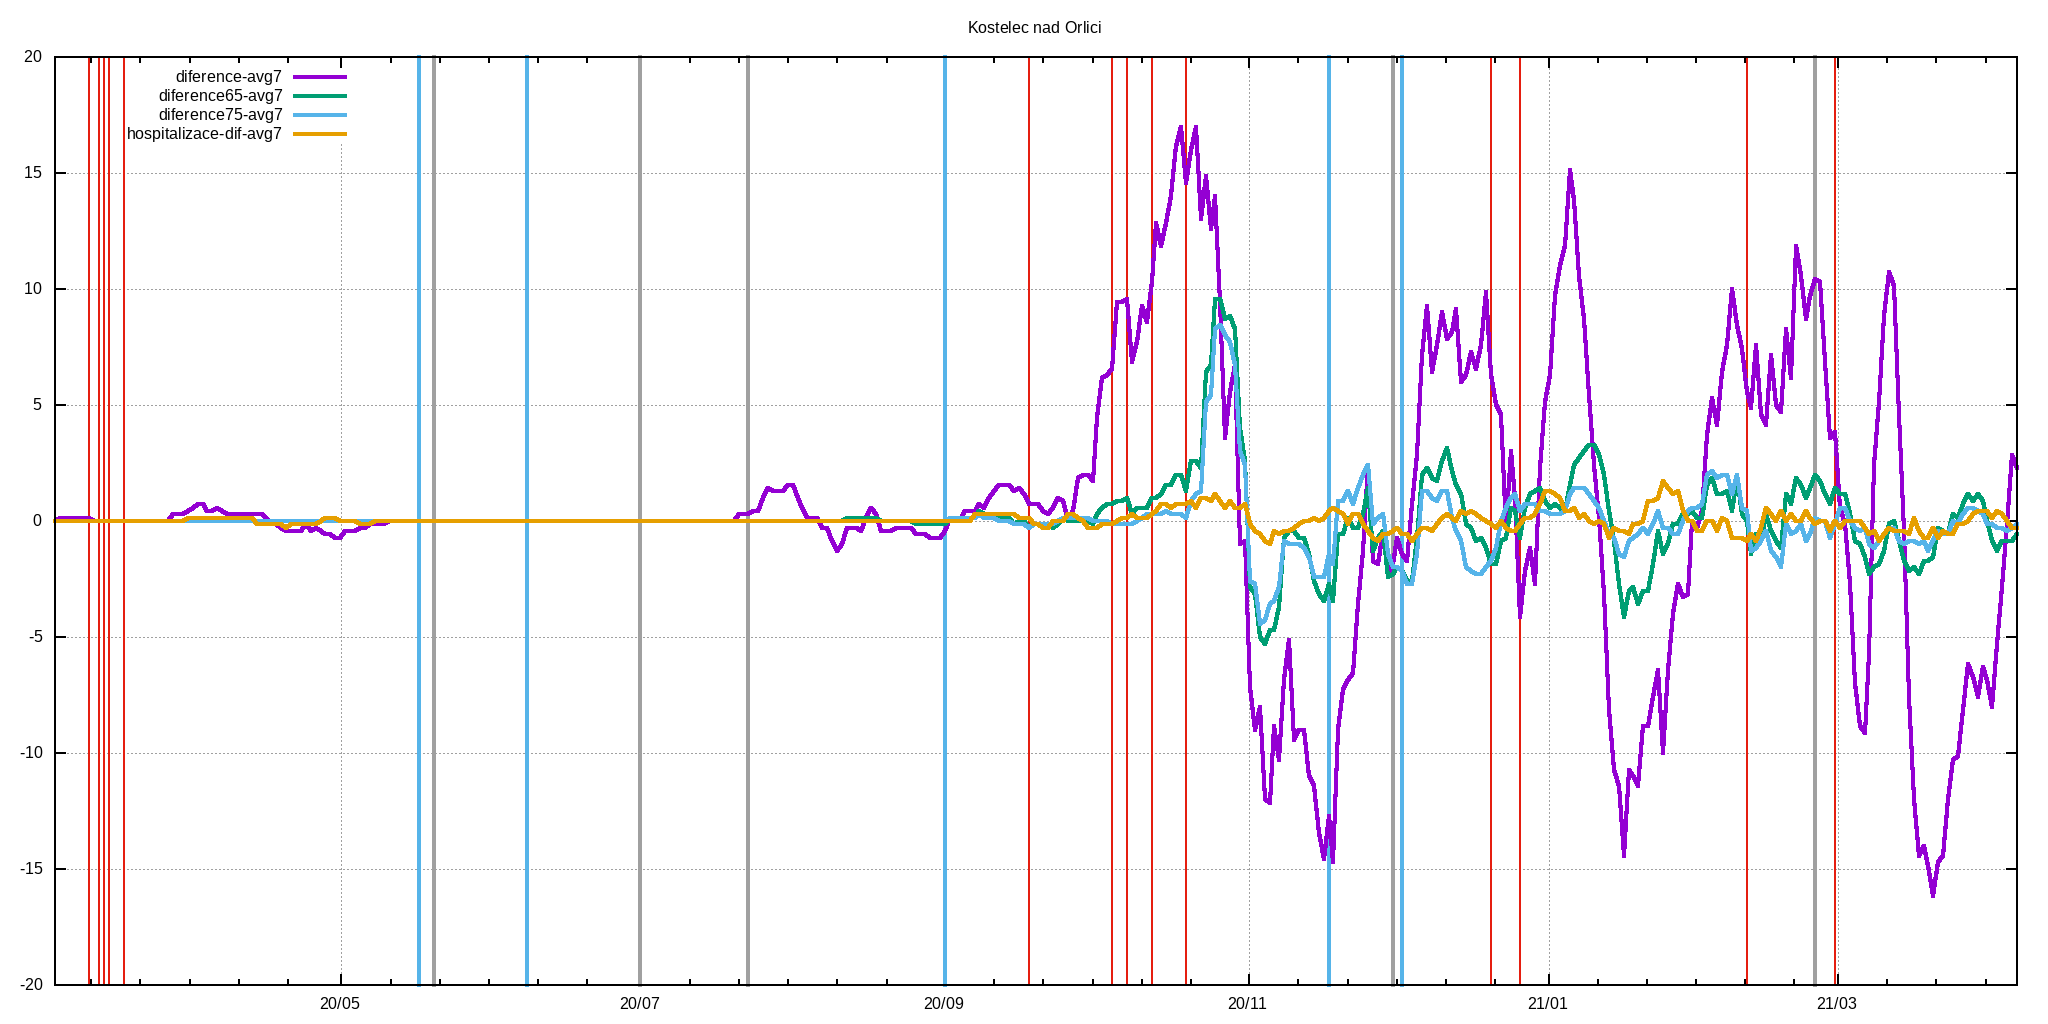 Kostelec nad Orlici
20
diference-avg7
diference65-avg7
diference75-avg7
hospitalizace-dif-avg7
15
10
5
0
-5
-10
-15
-20
20/05 20/07 20/09 20/11 21/01 21/03